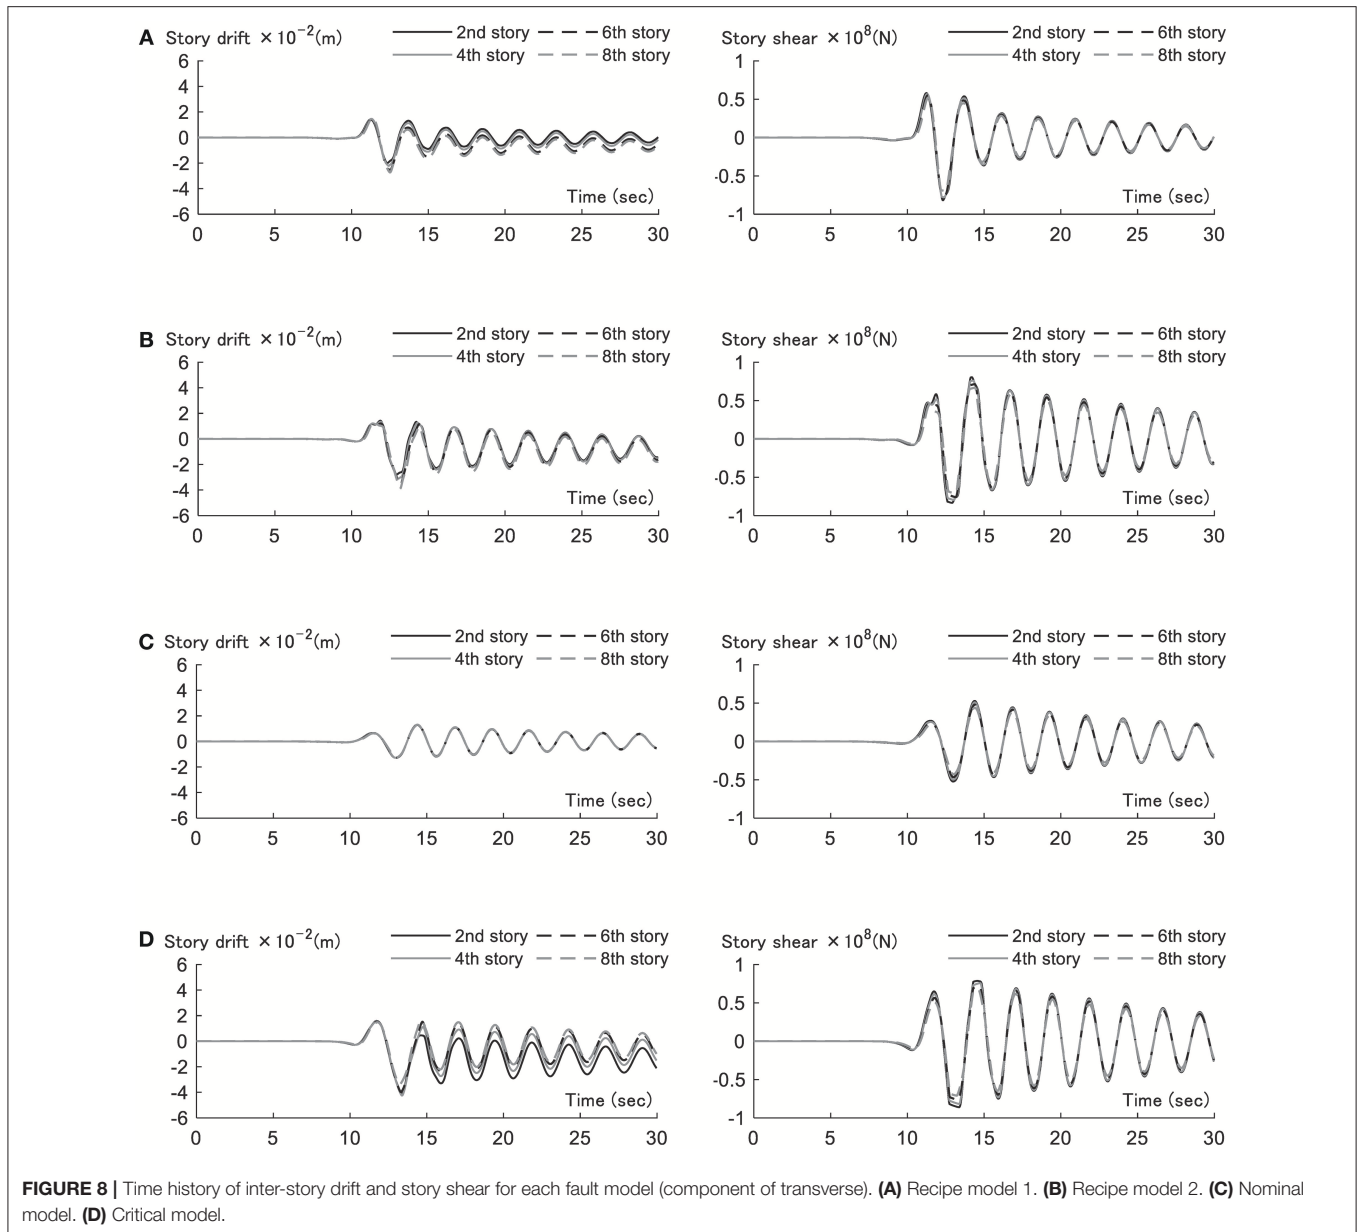 A Story drift ×10⁻²(m)
2nd story 6th story
4th story 8th story
6
4
2
0
-2
-4
-6
Time (sec)
0 5 10 15 20 25 30
Story shear ×10⁸(N)
2nd story 6th story
4th story 8th story
1
0.5
0
-0.5
-1
Time (sec)
0 5 10 15 20 25 30
B Story drift ×10⁻²(m)
2nd story 6th story
4th story 8th story
6
4
2
0
-2
-4
-6
Time (sec)
0 5 10 15 20 25 30
Story shear ×10⁸(N)
2nd story 6th story
4th story 8th story
1
0.5
0
-0.5
-1
Time (sec)
0 5 10 15 20 25 30
C Story drift ×10⁻²(m)
2nd story 6th story
4th story 8th story
6
4
2
0
-2
-4
-6
Time (sec)
0 5 10 15 20 25 30
Story shear ×10⁸(N)
2nd story 6th story
4th story 8th story
1
0.5
0
-0.5
-1
Time (sec)
0 5 10 15 20 25 30
D Story drift ×10⁻²(m)
2nd story 6th story
4th story 8th story
6
4
2
0
-2
-4
-6
Time (sec)
0 5 10 15 20 25 30
Story shear ×10⁸(N)
2nd story 6th story
4th story 8th story
1
0.5
0
-0.5
-1
Time (sec)
0 5 10 15 20 25 30
FIGURE 8 | Time history of inter-story drift and story shear for each fault model (component of transverse). (A) Recipe model 1. (B) Recipe model 2. (C) Nominal
model. (D) Critical model.